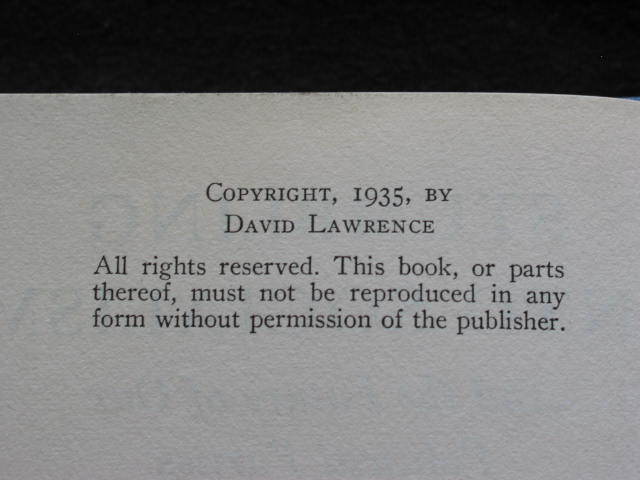 Copyright, 1935, by
David Lawrence
All rights reserved. This book, or parts
thereof, must not be reproduced in any
form without permission of the publisher.